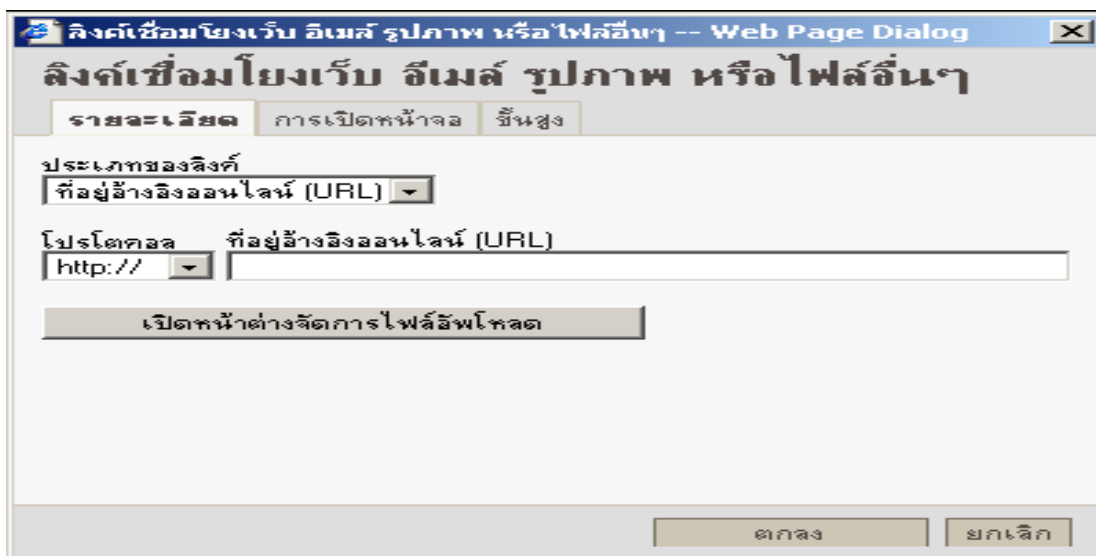 ลิงค์เชื่อมโยงเว็บ อีเมล์ รูปภาพ หรือไฟล์อื่นๆ -- Web Page Dialog
ลิงค์เชื่อมโยงเว็บ อีเมล์ รูปภาพ หรือไฟล์อื่นๆ
รายละเอียด การเปิดหน้าจอ ขั้นสูง
ประเภทของลิงค์
ที่อยู่อ้างอิงออนไลน์ (URL)
โปรโตคอล ที่อยู่อ้างอิงออนไลน์ (URL)
http://
เปิดหน้าต่างจัดการไฟล์อัพโหลด
ตกลง ยกเลิก